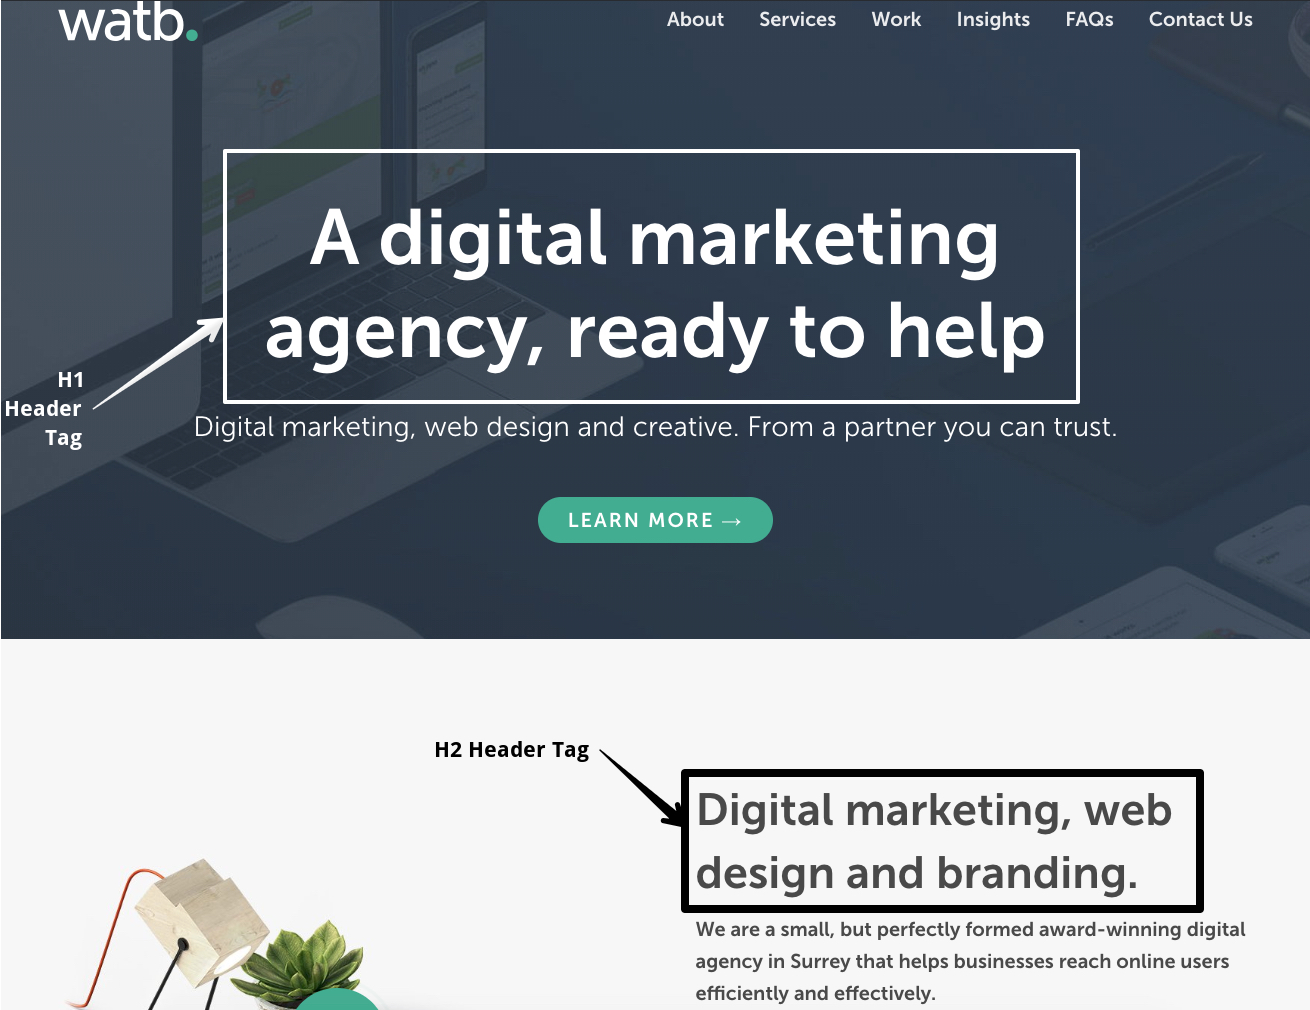 watb.
About Services Work Insights FAQs Contact Us
A digital marketing
agency, ready to help
H1
Header
Tag
Digital marketing, web design and creative. From a partner you can trust.
LEARN MORE →
H2 Header Tag
Digital marketing, web
design and branding.
We are a small, but perfectly formed award-winning digital
agency in Surrey that helps businesses reach online users
efficiently and effectively.